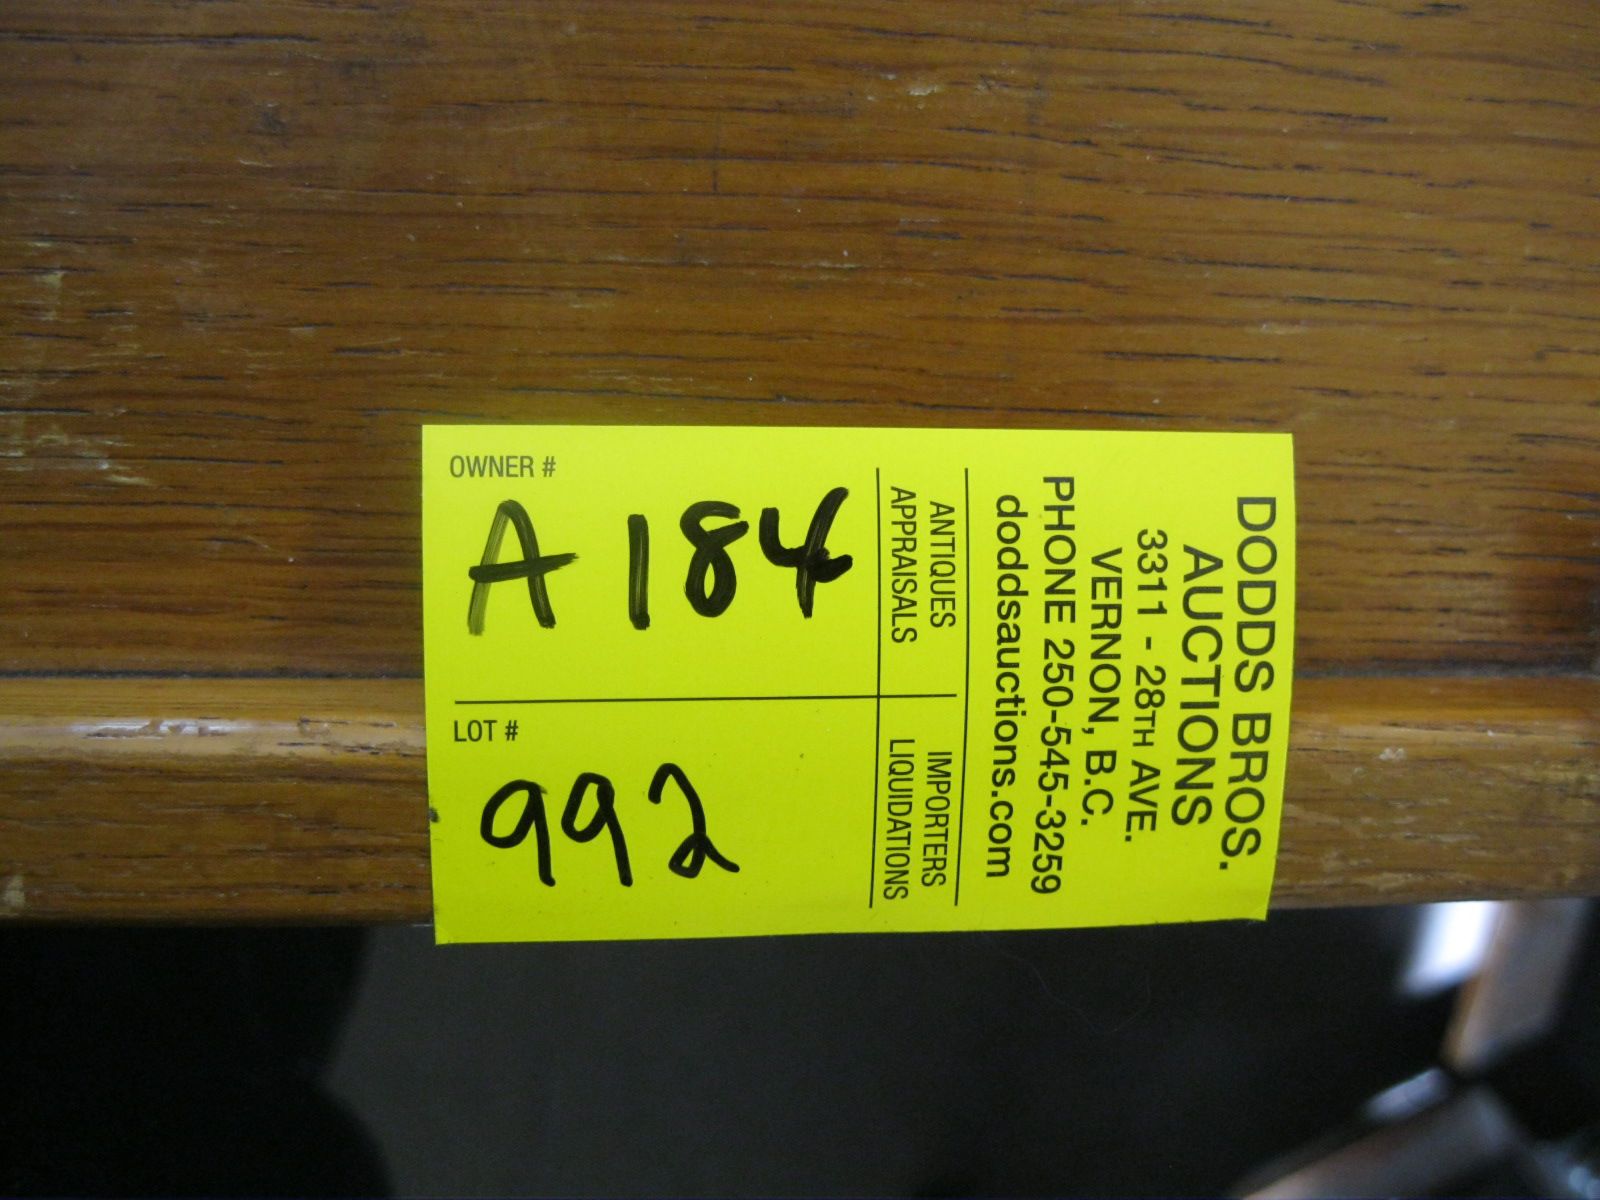 DODDS BROS.
AUCTIONS
3311 - 28TH AVE.
VERNON, B.C.
PHONE 250-545-3259
doddsauctions.com
ANTIQUES IMPORTERS
APPRAISALS LIQUIDATIONS
OWNER #
A 184
LOT #
992